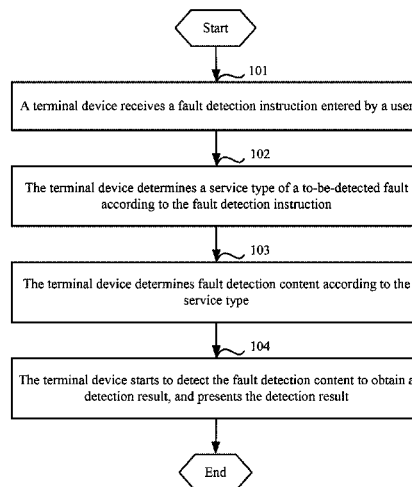 Start
101
A terminal device receives a fault detection instruction entered by a user
102
The terminal device determines a service type of a to-be-detected fault
according to the fault detection instruction
103
The terminal device determines fault detection content according to the
service type
104
The terminal device starts to detect the fault detection content to obtain a
detection result, and presents the detection result
End